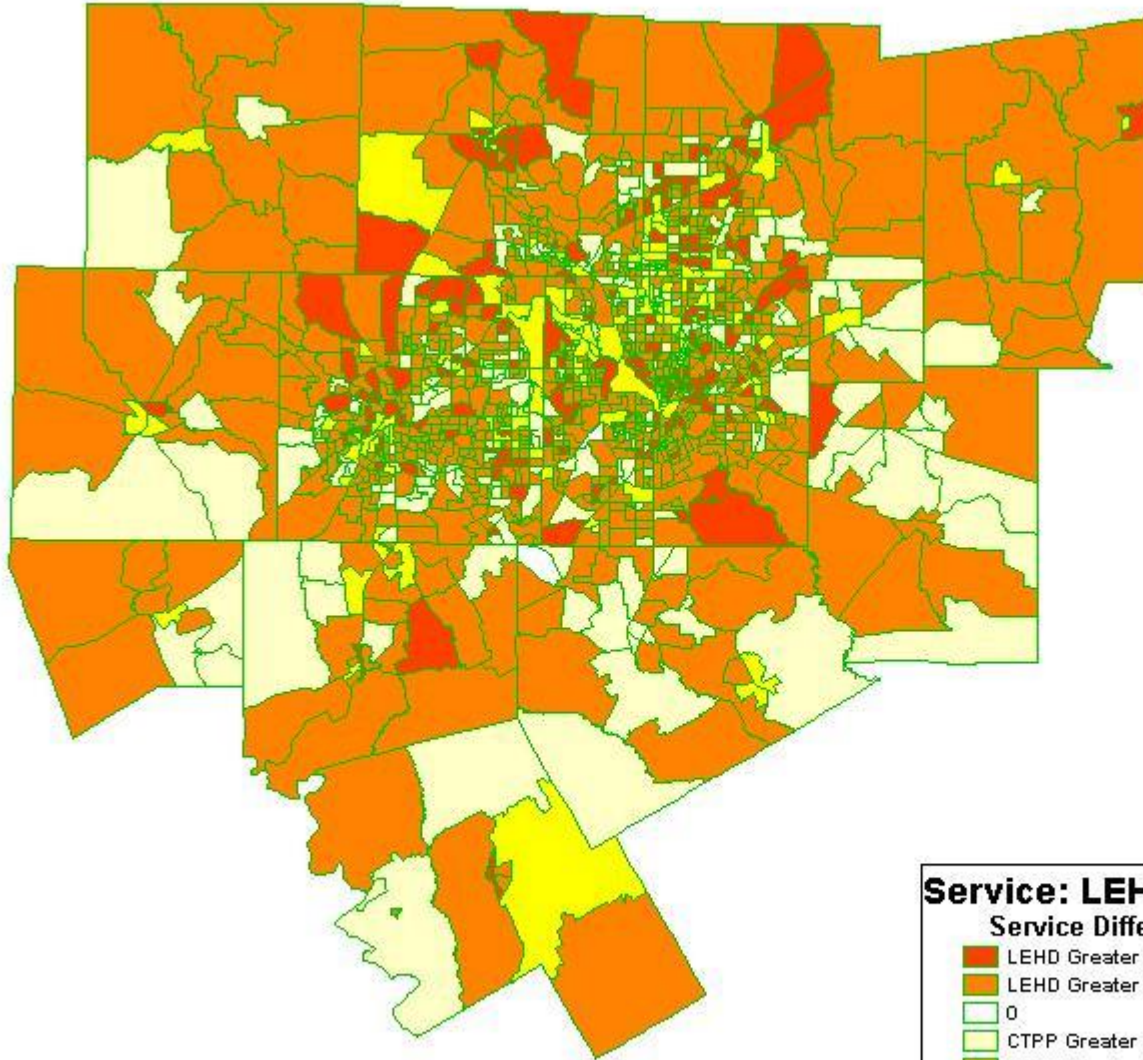 Service: LEH
Service Diffe
LEHD Greater
LEHD Greater
0
CTPP Greater